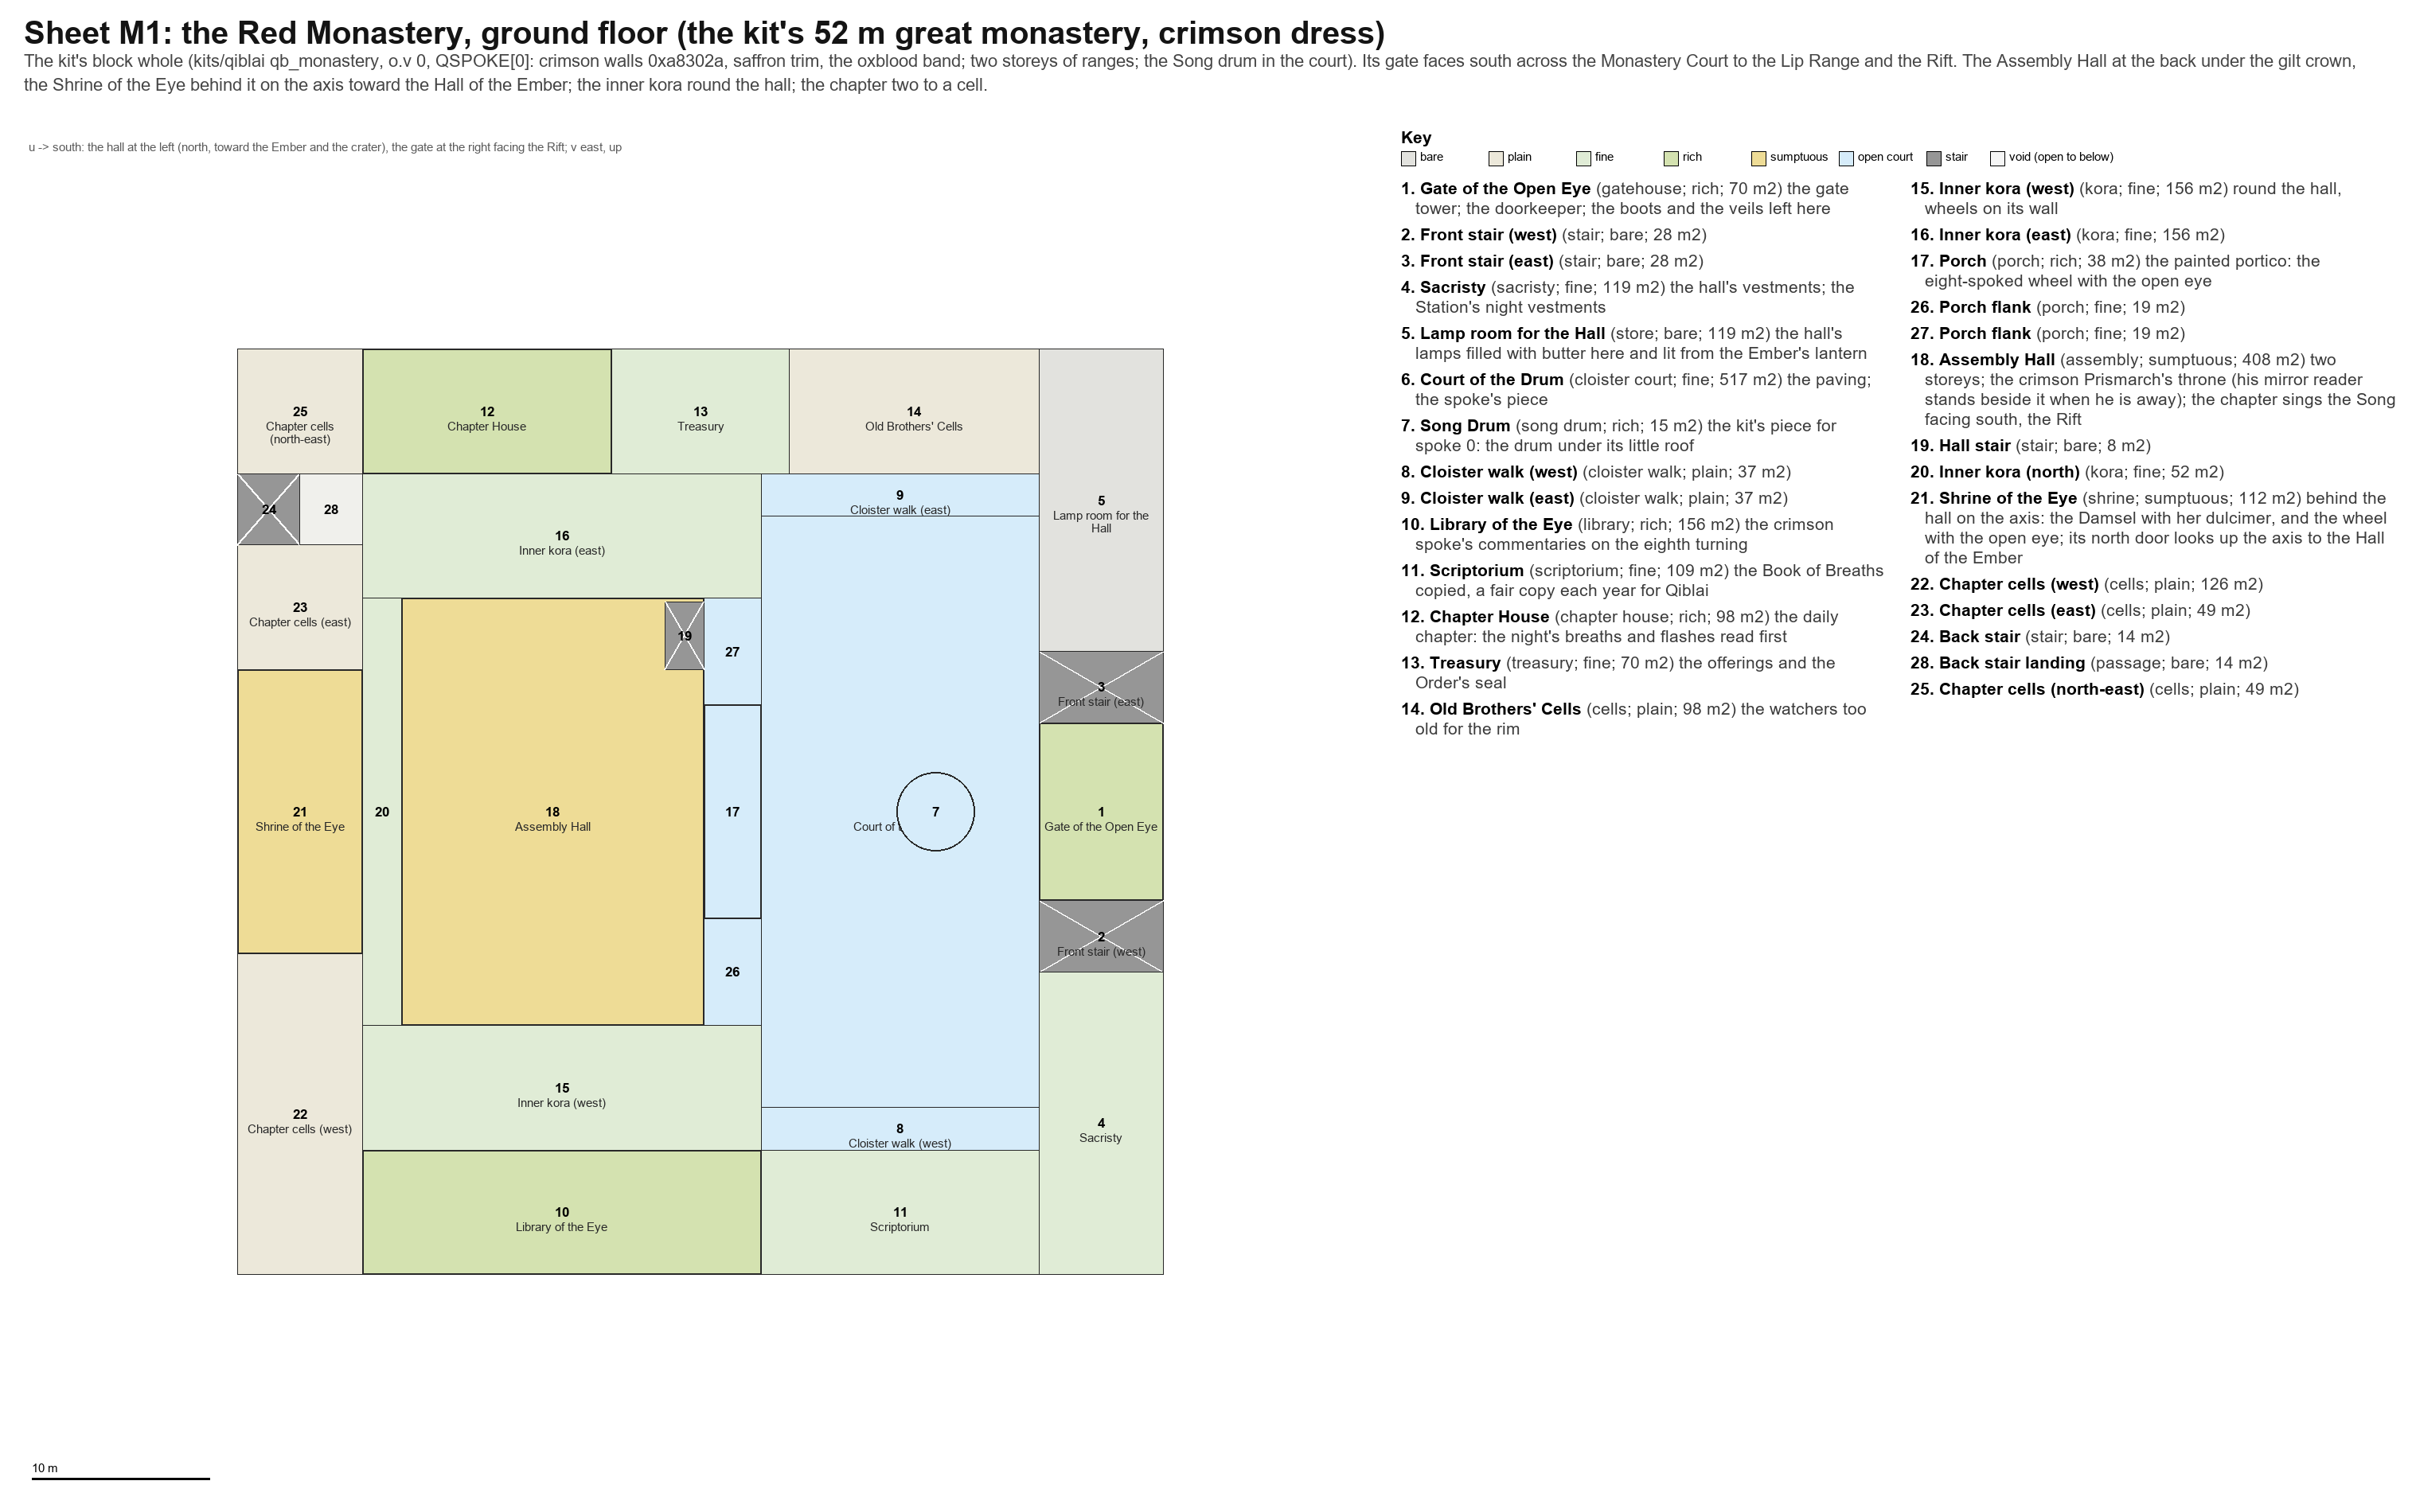 Sheet M1: the Red Monastery, ground floor (the kit's 52 m great monastery, crimson dress)
The kit's block whole (kits/qiblai qb_monastery, o.v 0, QSPOKE[0]: crimson walls 0xa8302a, saffron trim, the oxblood band; two storeys of ranges; the Song drum in the court). Its gate faces south across the Monastery Court to the Lip Range and the Rift. The Assembly Hall at the back under the gilt crown,
the Shrine of the Eye behind it on the axis toward the Hall of the Ember; the inner kora round the hall; the chapter two to a cell.
u -> south: the hall at the left (north, toward the Ember and the crater), the gate at the right facing the Rift; v east, up
25
Chapter cells
(north-east)
12
Chapter House
13
Treasury
14
Old Brothers' Cells
5
Lamp room for the
Hall
24
28
9
Cloister walk (east)
16
Inner kora (east)
23
Chapter cells (east)
19
27
3
Front stair (east)
21
Shrine of the Eye
20
18
Assembly Hall
17
Court of
7
1
Gate of the Open Eye
26
2
Front stair (west)
22
Chapter cells (west)
15
Inner kora (west)
8
Cloister walk (west)
4
Sacristy
10
Library of the Eye
11
Scriptorium
10 m
Key
bare
plain
fine
rich
sumptuous
open court
stair
void (open to below)
1. Gate of the Open Eye (gatehouse; rich; 70 m2) the gate
tower; the doorkeeper; the boots and the veils left here
2. Front stair (west) (stair; bare; 28 m2)
3. Front stair (east) (stair; bare; 28 m2)
4. Sacristy (sacristy; fine; 119 m2) the hall's vestments; the
Station's night vestments
5. Lamp room for the Hall (store; bare; 119 m2) the hall's
lamps filled with butter here and lit from the Ember's lantern
6. Court of the Drum (cloister court; fine; 517 m2) the paving;
the spoke's piece
7. Song Drum (song drum; rich; 15 m2) the kit's piece for
spoke 0: the drum under its little roof
8. Cloister walk (west) (cloister walk; plain; 37 m2)
9. Cloister walk (east) (cloister walk; plain; 37 m2)
10. Library of the Eye (library; rich; 156 m2) the crimson
spoke's commentaries on the eighth turning
11. Scriptorium (scriptorium; fine; 109 m2) the Book of Breaths
copied, a fair copy each year for Qiblai
12. Chapter House (chapter house; rich; 98 m2) the daily
chapter: the night's breaths and flashes read first
13. Treasury (treasury; fine; 70 m2) the offerings and the
Order's seal
14. Old Brothers' Cells (cells; plain; 98 m2) the watchers too
old for the rim
15. Inner kora (west) (kora; fine; 156 m2) round the hall,
wheels on its wall
16. Inner kora (east) (kora; fine; 156 m2)
17. Porch (porch; rich; 38 m2) the painted portico: the
eight-spoked wheel with the open eye
26. Porch flank (porch; fine; 19 m2)
27. Porch flank (porch; fine; 19 m2)
18. Assembly Hall (assembly; sumptuous; 408 m2) two
storeys; the crimson Prismarch's throne (his mirror reader
stands beside it when he is away); the chapter sings the Song
facing south, the Rift
19. Hall stair (stair; bare; 8 m2)
20. Inner kora (north) (kora; fine; 52 m2)
21. Shrine of the Eye (shrine; sumptuous; 112 m2) behind the
hall on the axis: the Damsel with her dulcimer, and the wheel
with the open eye; its north door looks up the axis to the Hall
of the Ember
22. Chapter cells (west) (cells; plain; 126 m2)
23. Chapter cells (east) (cells; plain; 49 m2)
24. Back stair (stair; bare; 14 m2)
28. Back stair landing (passage; bare; 14 m2)
25. Chapter cells (north-east) (cells; plain; 49 m2)